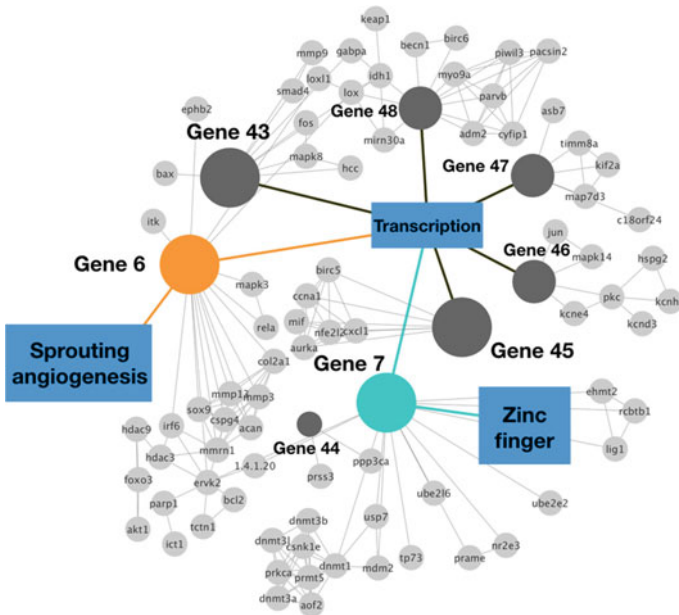 keap1
mmp9
gabpa
becn1
birc6
piwil3
pacsin2
loxl1
idh1
myo9a
smad4
lox
parvb
ephb2
Gene 48
asb7
fos
adm2
cyfip1
Gene 43
mirn30a
timm8a
mapk8
hcc
Gene 47
kif2a
bax
map7d3
itk
c18orf24
Transcription
jun
Gene 46
Gene 6
birc5
mapk14
hspg2
mapk3
ccna1
pkc
kcnh
kcne4
mif
nfe2l2
cxcl1
kcnd3
rela
aurka
Gene 45
Sprouting
angiogenesis
col2a1
Gene 7
mmp13
mmp3
ehmt2
sox9
cspg4
rcbtb1
hdac9
irf6
acan
Zinc
finger
mmrn1
Gene 44
lig1
hdac3
1.4.1.20
ppp3ca
foxo3
ervk2
prss3
parp1
bcl2
ube2l6
ube2e2
akt1
tctn1
dnmt3b
usp7
ict1
dnmt3l
csnk1e
nr2e3
prkca
prmt5
dnmt1
mdm2
tp73
prame
dnmt3a
aof2